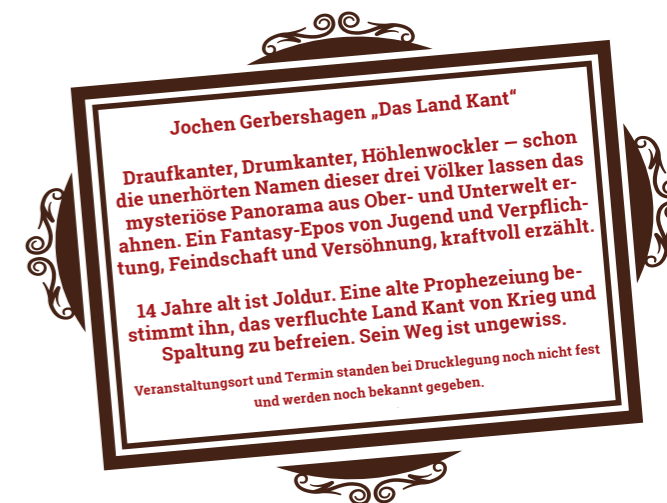 Jochen Gerbershagen „Das Land Kant“
Draufkanter, Drumkanter, Höhlenwockler — schon
die unerhörten Namen dieser drei Völker lassen das
mysteriöse Panorama aus Ober- und Unterwelt er-
ahnen. Ein Fantasy-Epos von Jugend und Verpflich-
tung, Feindschaft und Versöhnung, kraftvoll erzählt.
14 Jahre alt ist Joldur. Eine alte Prophezeiung be-
stimmt ihn, das verfluchte Land Kant von Krieg und
Spaltung zu befreien. Sein Weg ist ungewiss.
Veranstaltungsort und Termin standen bei Drucklegung noch nicht fest
und werden noch bekannt gegeben.